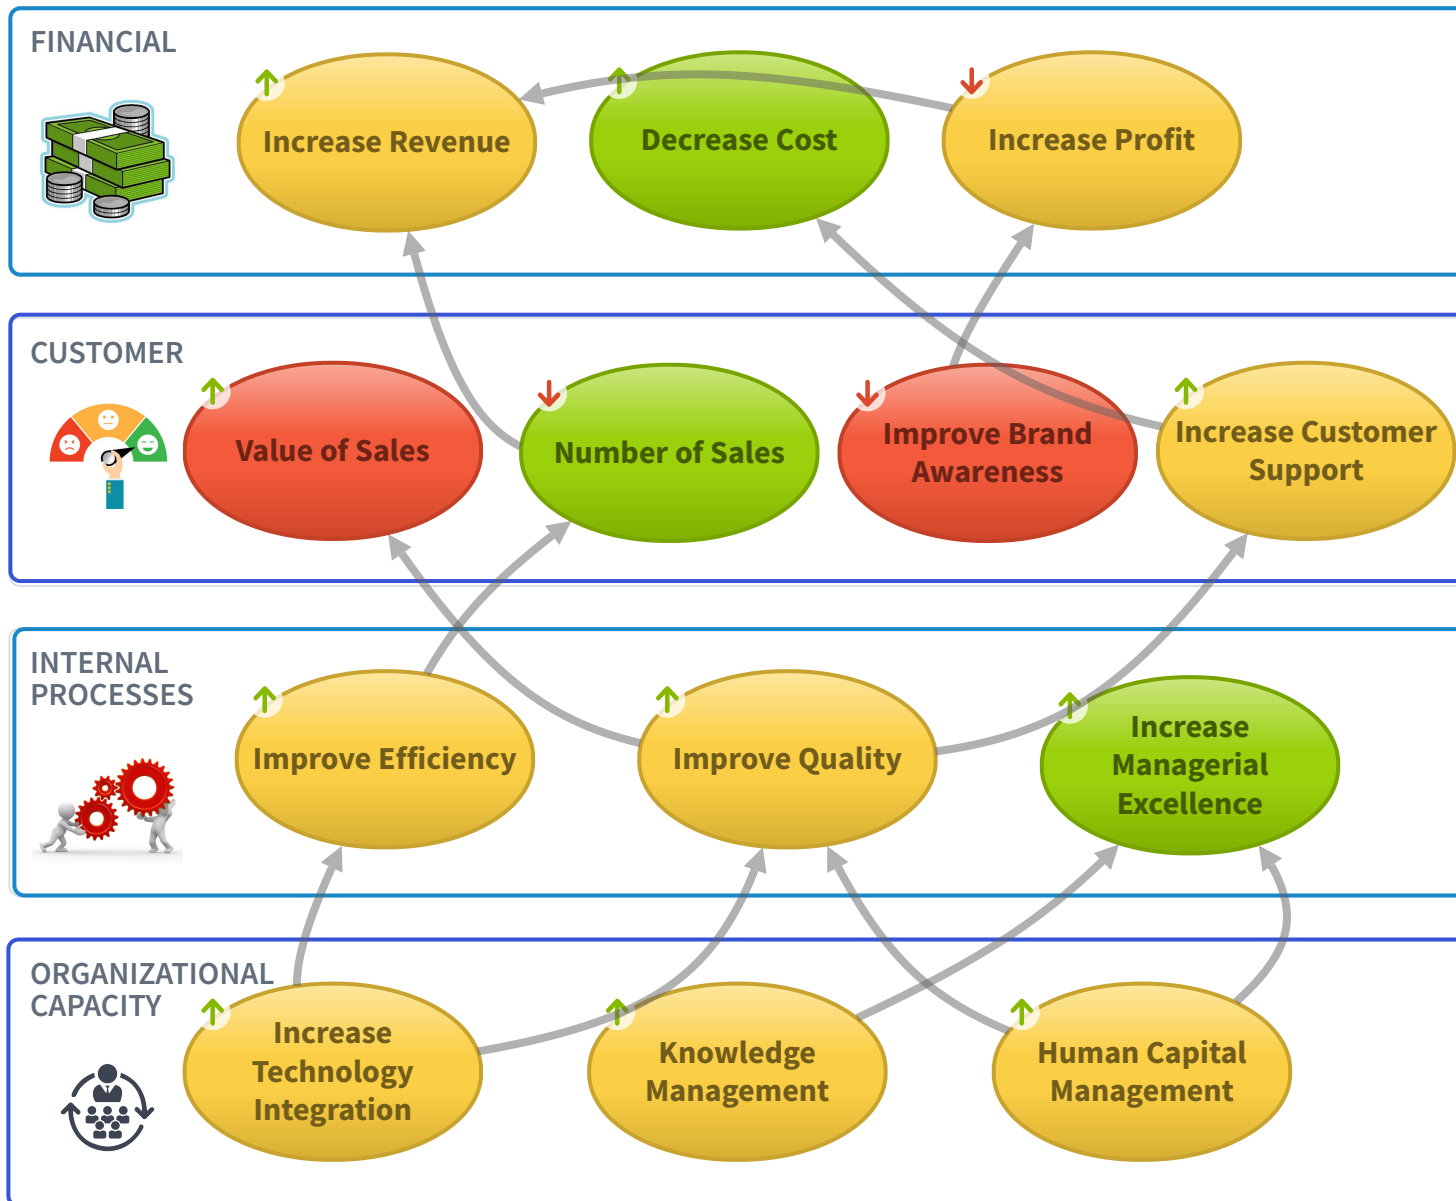 FINANCIAL
Increase Revenue
Decrease Cost
Increase Profit
CUSTOMER
Value of Sales
Number of Sales
Improve Brand
Awareness
Increase Customer
Support
INTERNAL
PROCESSES
Improve Efficiency
Improve Quality
Increase
Managerial
Excellence
ORGANIZATIONAL
CAPACITY
Increase
Technology
Integration
Knowledge
Management
Human Capital
Management